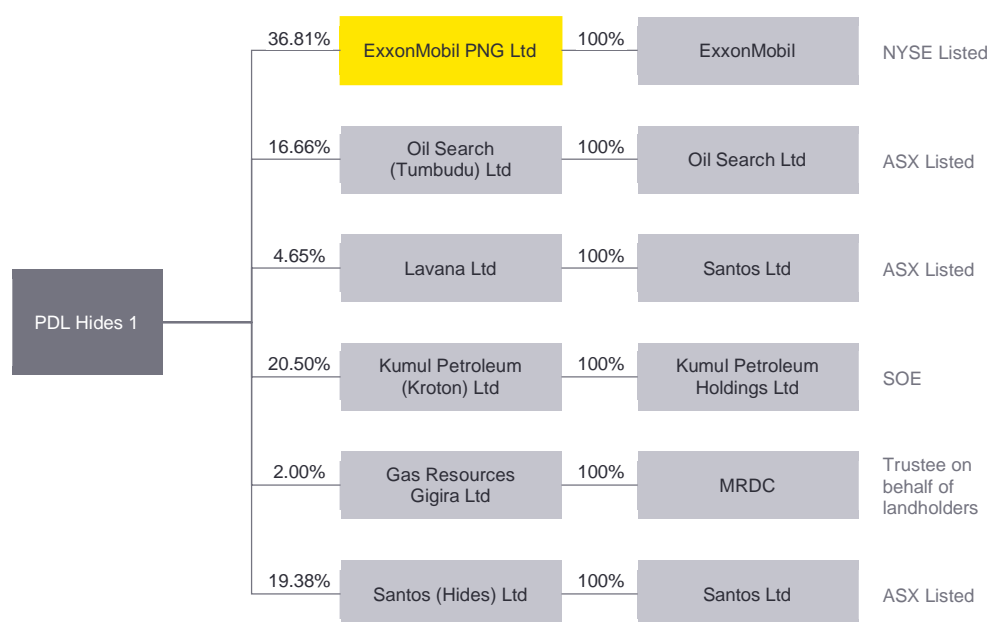 36.81%
ExxonMobil PNG Ltd
100%
ExxonMobil
NYSE Listed
16.66%
Oil Search
(Tumbudu) Ltd
100%
Oil Search Ltd
ASX Listed
4.65%
Lavana Ltd
100%
Santos Ltd
ASX Listed
PDL Hides 1
20.50%
Kumul Petroleum
(Kroton) Ltd
100%
Kumul Petroleum
Holdings Ltd
SOE
2.00%
Gas Resources
Gigira Ltd
100%
MRDC
Trustee on
behalf of
landholders
19.38%
Santos (Hides) Ltd
100%
Santos Ltd
ASX Listed